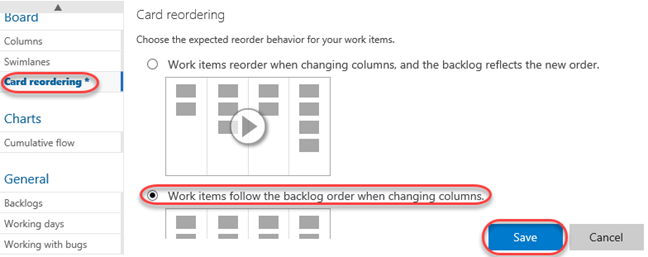 Board
Columns
Swimlanes
Card reordering *
Charts
Cumulative flow
General
Backlogs
Working days
Working with bugs
Card reordering
Choose the expected reorder behavior for your work items.
Work items reorder when changing columns, and the backlog reflects the new order.
Work items follow the backlog order when changing columns.
Save
Cancel